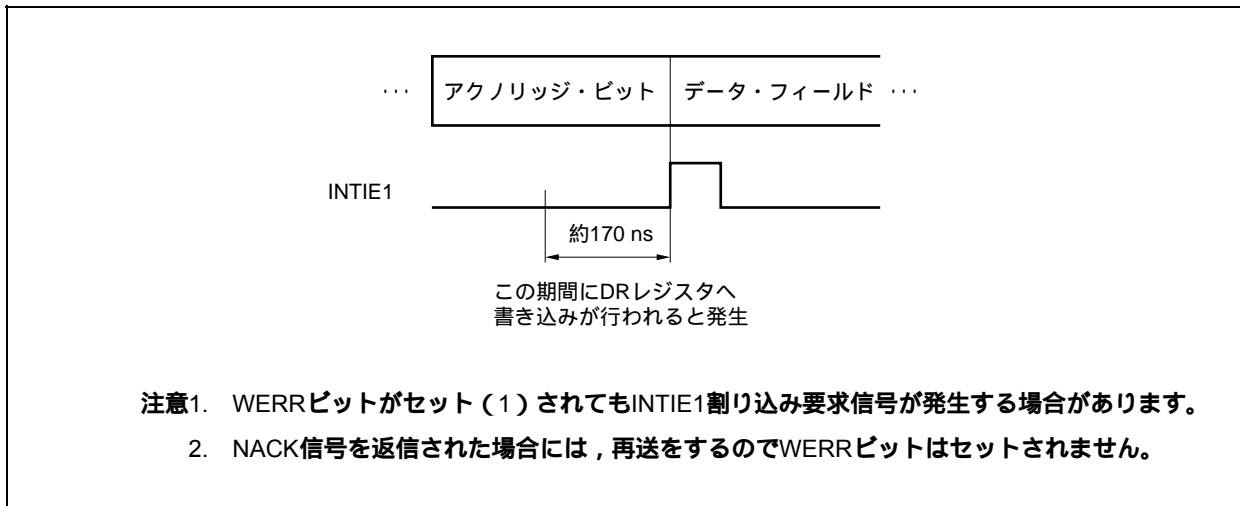 ··· アクノリッジ・ビット データ・フィールド ···
INTIE1
約170 ns
この期間にDRレジスタへ
書き込みが行われると発生
注意1. WERRビットがセット（1）されてもINTIE1割り込み要求信号が発生する場合があります。
2. NACK信号を返信された場合には，再送をするのでWERRビットはセットされません。